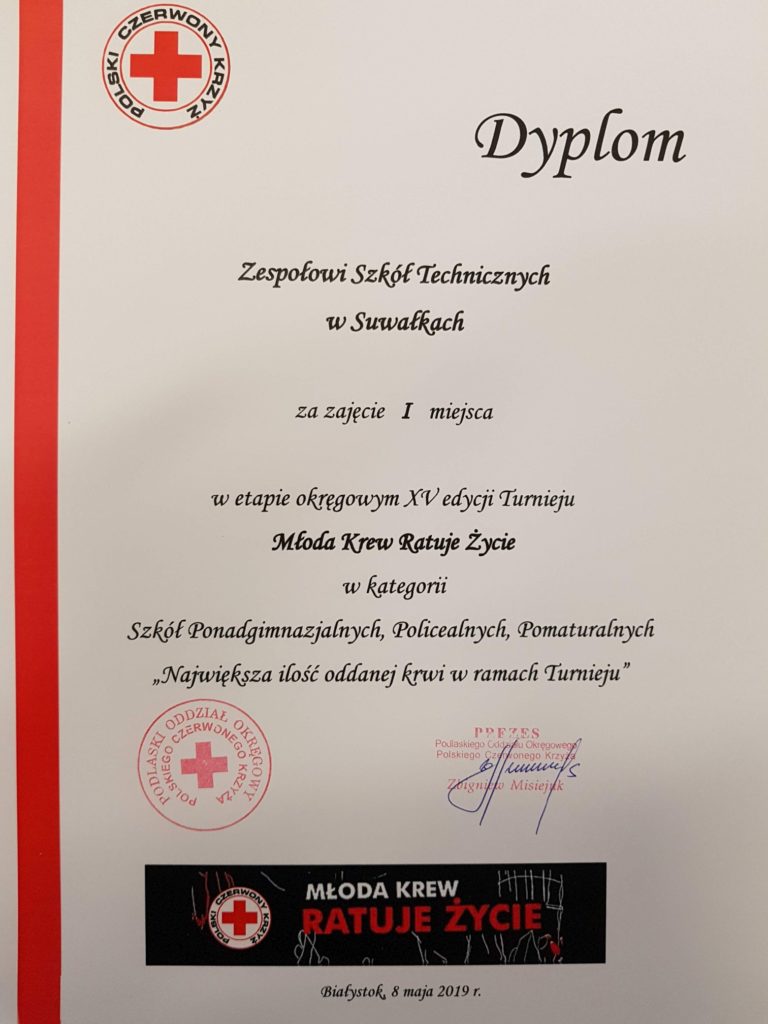 POLSKI CZERWONY KRZYŻ
Dyplom
Zespołowi Szkół Technicznych
w Suwałkach
za zajęcie I miejsca
w etapie okręgowym XV edycji Turnieju
Młoda Krew Ratuje Życie
w kategorii
Szkół Ponadgimnazjalnych, Policealnych, Pomaturalnych
„Największa ilość oddanej krwi w ramach Turnieju”
PODLASKI ODDZIAŁ OKRĘGOWY
POLSKIEGO CZERWONEGO KRZYŻA
PREZES
Podlaskiego Oddziału Okręgowego
Polskiego Czerwonego Krzyża
Zbigniew Misiejuk
POLSKI CZERWONY KRZYŻ
MŁODA KREW
RATUJE ŻYCIE
Białystok, 8 maja 2019 r.